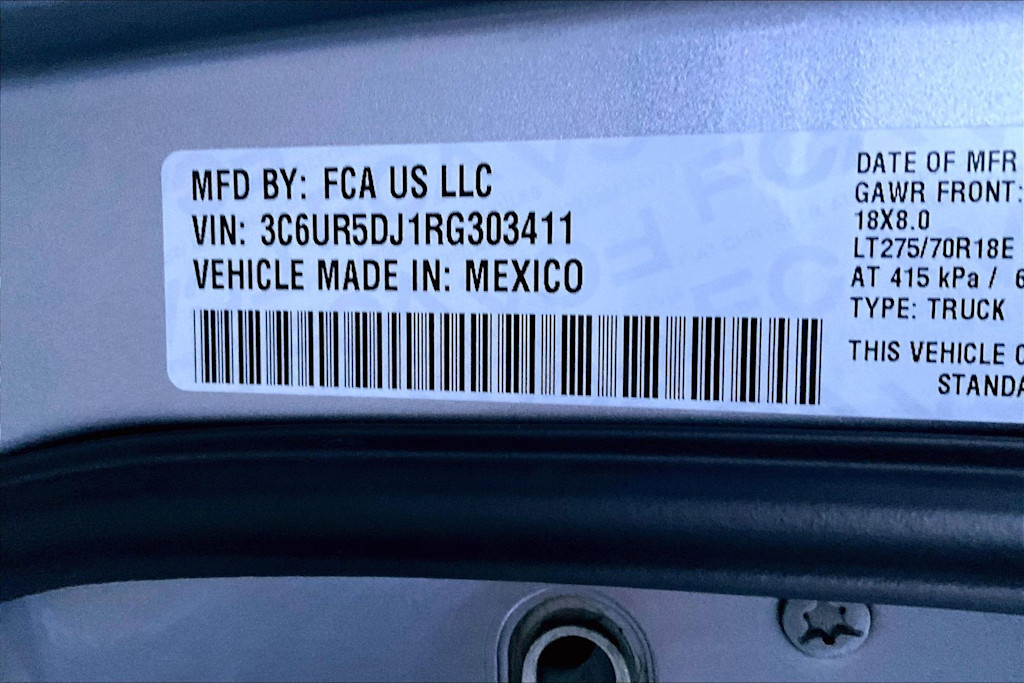 MFD BY: FCA US LLC
VIN: 3C6UR5DJ1RG303411
VEHICLE MADE IN: MEXICO
DATE OF MFR
GAWR FRONT:
18X8.0
LT275/70R18E
AT 415 kPa /
TYPE: TRUCK
THIS VEHICLE